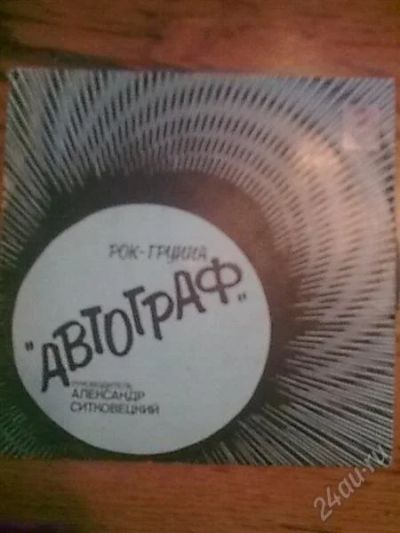 РОК-ГРУППА
"АВТОГРАФ"
РУКОВОДИТЕЛЬ
АЛЕКСАНДР
СИТКОВЕЦКИЙ
24au.ru